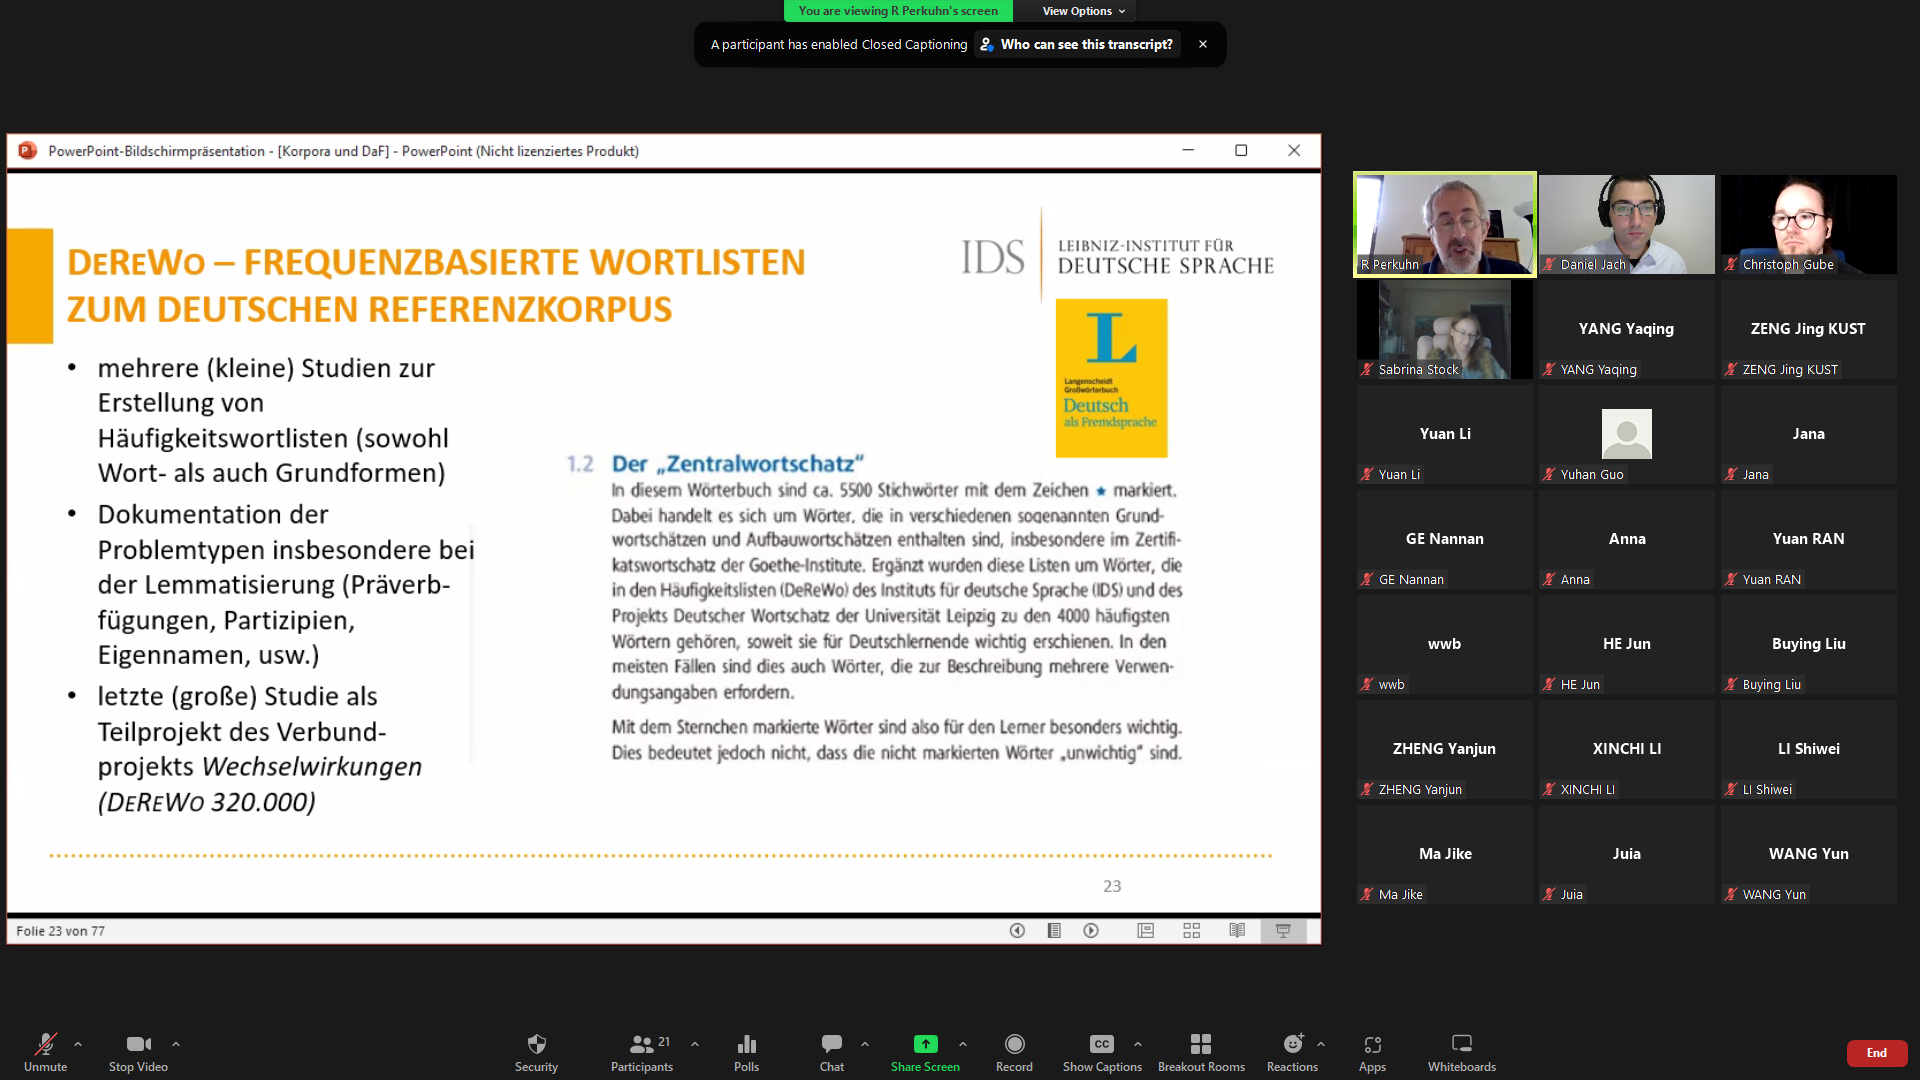 You are viewing R Perkuhn's screen
View Options
A participant has enabled Closed Captioning
Who can see this transcript?
PowerPoint-Bildschirmpräsentation - [Korpora und DaF] - PowerPoint (Nicht lizenziertes Produkt)
DEREWO – FREQUENZBASIERTE WORTLISTEN
ZUM DEUTSCHEN REFERENZKORPUS
IDS
LEIBNIZ-INSTITUT FÜR
DEUTSCHE SPRACHE
L
Langenscheidt
Großwörterbuch
Deutsch
als Fremdsprache
• mehrere (kleine) Studien zur
Erstellung von
Häufigkeitswortlisten (sowohl
Wort- als auch Grundformen)
• Dokumentation der
Problemtypen insbesondere bei
der Lemmatisierung (Präverb-
fügungen, Partizipien,
Eigennamen, usw.)
• letzte (große) Studie als
Teilprojekt des Verbund-
projekts Wechselwirkungen
(DEREWO 320.000)
1.2 Der „Zentralwortschatz“
In diesem Wörterbuch sind ca. 5500 Stichwörter mit dem Zeichen ★ markiert.
Dabei handelt es sich um Wörter, die in verschiedenen sogenannten Grund-
wortschätzen und Aufbauwortschätzen enthalten sind, insbesondere im Zertifi-
katswortschatz der Goethe-Institute. Ergänzt wurden diese Listen um Wörter, die
in den Häufigkeitslisten (DeReWo) des Instituts für deutsche Sprache (IDS) und des
Projekts Deutscher Wortschatz der Universität Leipzig zu den 4000 häufigsten
Wörtern gehören, soweit sie für Deutschlernende wichtig erschienen. In den
meisten Fällen sind dies auch Wörter, die zur Beschreibung mehrere Verwen-
dungsangaben erfordern.
Mit dem Sternchen markierte Wörter sind also für den Lerner besonders wichtig.
Dies bedeutet jedoch nicht, dass die nicht markierten Wörter „unwichtig“ sind.
23
Folie 23 von 77
R Perkuhn
Daniel Jach
Christoph Gube
Sabrina Stock
YANG Yaqing
YANG Yaqing
ZENG Jing KUST
ZENG Jing KUST
Yuan Li
Yuan Li
Yuhan Guo
Jana
Jana
GE Nannan
GE Nannan
Anna
Anna
Yuan RAN
Yuan RAN
wwb
wwb
HE Jun
HE Jun
Buying Liu
Buying Liu
ZHENG Yanjun
ZHENG Yanjun
XINCHI LI
XINCHI LI
LI Shiwei
LI Shiwei
Ma Jike
Ma Jike
Juia
Juia
WANG Yun
WANG Yun
Unmute
Stop Video
Security
Participants
21
Polls
Chat
Share Screen
Record
CC
Show Captions
Breakout Rooms
Reactions
Apps
Whiteboards
End